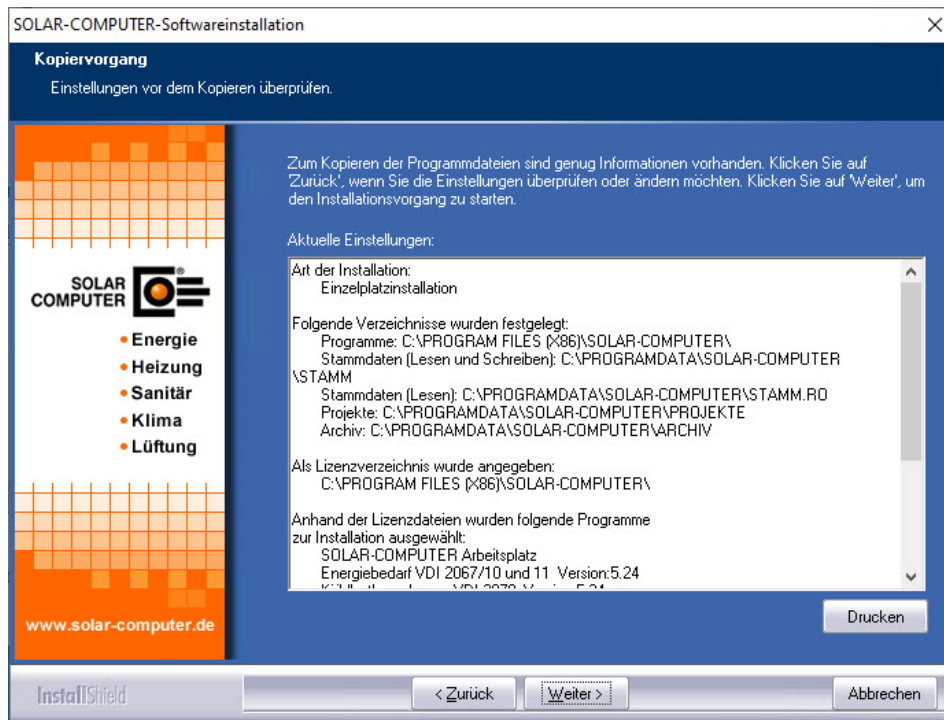 SOLAR-COMPUTER-Softwareinstallation
Kopiervorgang
Einstellungen vor dem Kopieren überprüfen.
Zum Kopieren der Programmdateien sind genug Informationen vorhanden. Klicken Sie auf
'Zurück', wenn Sie die Einstellungen überprüfen oder ändern möchten. Klicken Sie auf 'Weiter', um
den Installationsvorgang zu starten.
Aktuelle Einstellungen:
Art der Installation:
Einzelplatzinstallation
Folgende Verzeichnisse wurden festgelegt:
Programme: C:\PROGRAM FILES (X86)\SOLAR-COMPUTER\
Stammdaten (Lesen und Schreiben): C:\PROGRAMDATA\SOLAR-COMPUTER
\STAMM
Stammdaten (Lesen): C:\PROGRAMDATA\SOLAR-COMPUTER\STAMM.RO
Projekte: C:\PROGRAMDATA\SOLAR-COMPUTER\PROJEKTE
Archiv: C:\PROGRAMDATA\SOLAR-COMPUTER\ARCHIV
Als Lizenzverzeichnis wurde angegeben:
C:\PROGRAM FILES (X86)\SOLAR-COMPUTER\
Anhand der Lizenzdateien wurden folgende Programme
zur Installation ausgewählt:
SOLAR-COMPUTER Arbeitsplatz
Energiebedarf VDI 2067/10 und 11 Version:5.24
SOLAR
COMPUTER
®
• Energie
• Heizung
• Sanitär
• Klima
• Lüftung
www.solar-computer.de
Drucken
InstallShield
< Zurück
Weiter >
Abbrechen